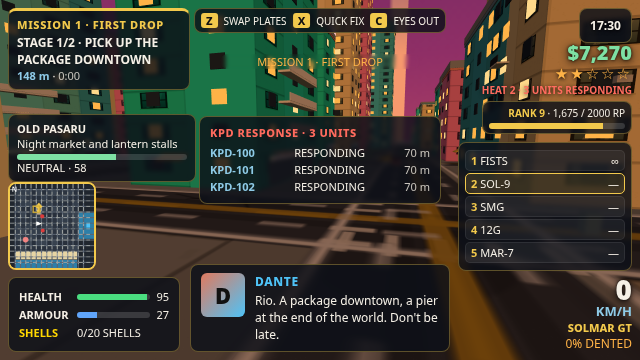 MISSION 1 · FIRST DROP
STAGE 1/2 · PICK UP THE
PACKAGE DOWNTOWN
148 m · 0:00
Z SWAP PLATES X QUICK FIX C EYES OUT
MISSION 1 · FIRST DROP
17:30
$7,270
★★☆☆☆
HEAT 2 · 3 UNITS RESPONDING
RANK 9 · 1,675 / 2000 RP
OLD PASARU
Night market and lantern stalls
NEUTRAL · 58
KPD RESPONSE · 3 UNITS
KPD-100 RESPONDING 70 m
KPD-101 RESPONDING 70 m
KPD-102 RESPONDING 70 m
1 FISTS ∞
2 SOL-9 —
3 SMG —
4 12G —
5 MAR-7 —
N
HEALTH 95
ARMOUR 27
SHELLS 0/20 SHELLS
D
DANTE
Rio. A package downtown, a pier
at the end of the world. Don't be
late.
0
KM/H
SOLMAR GT
0% DENTED